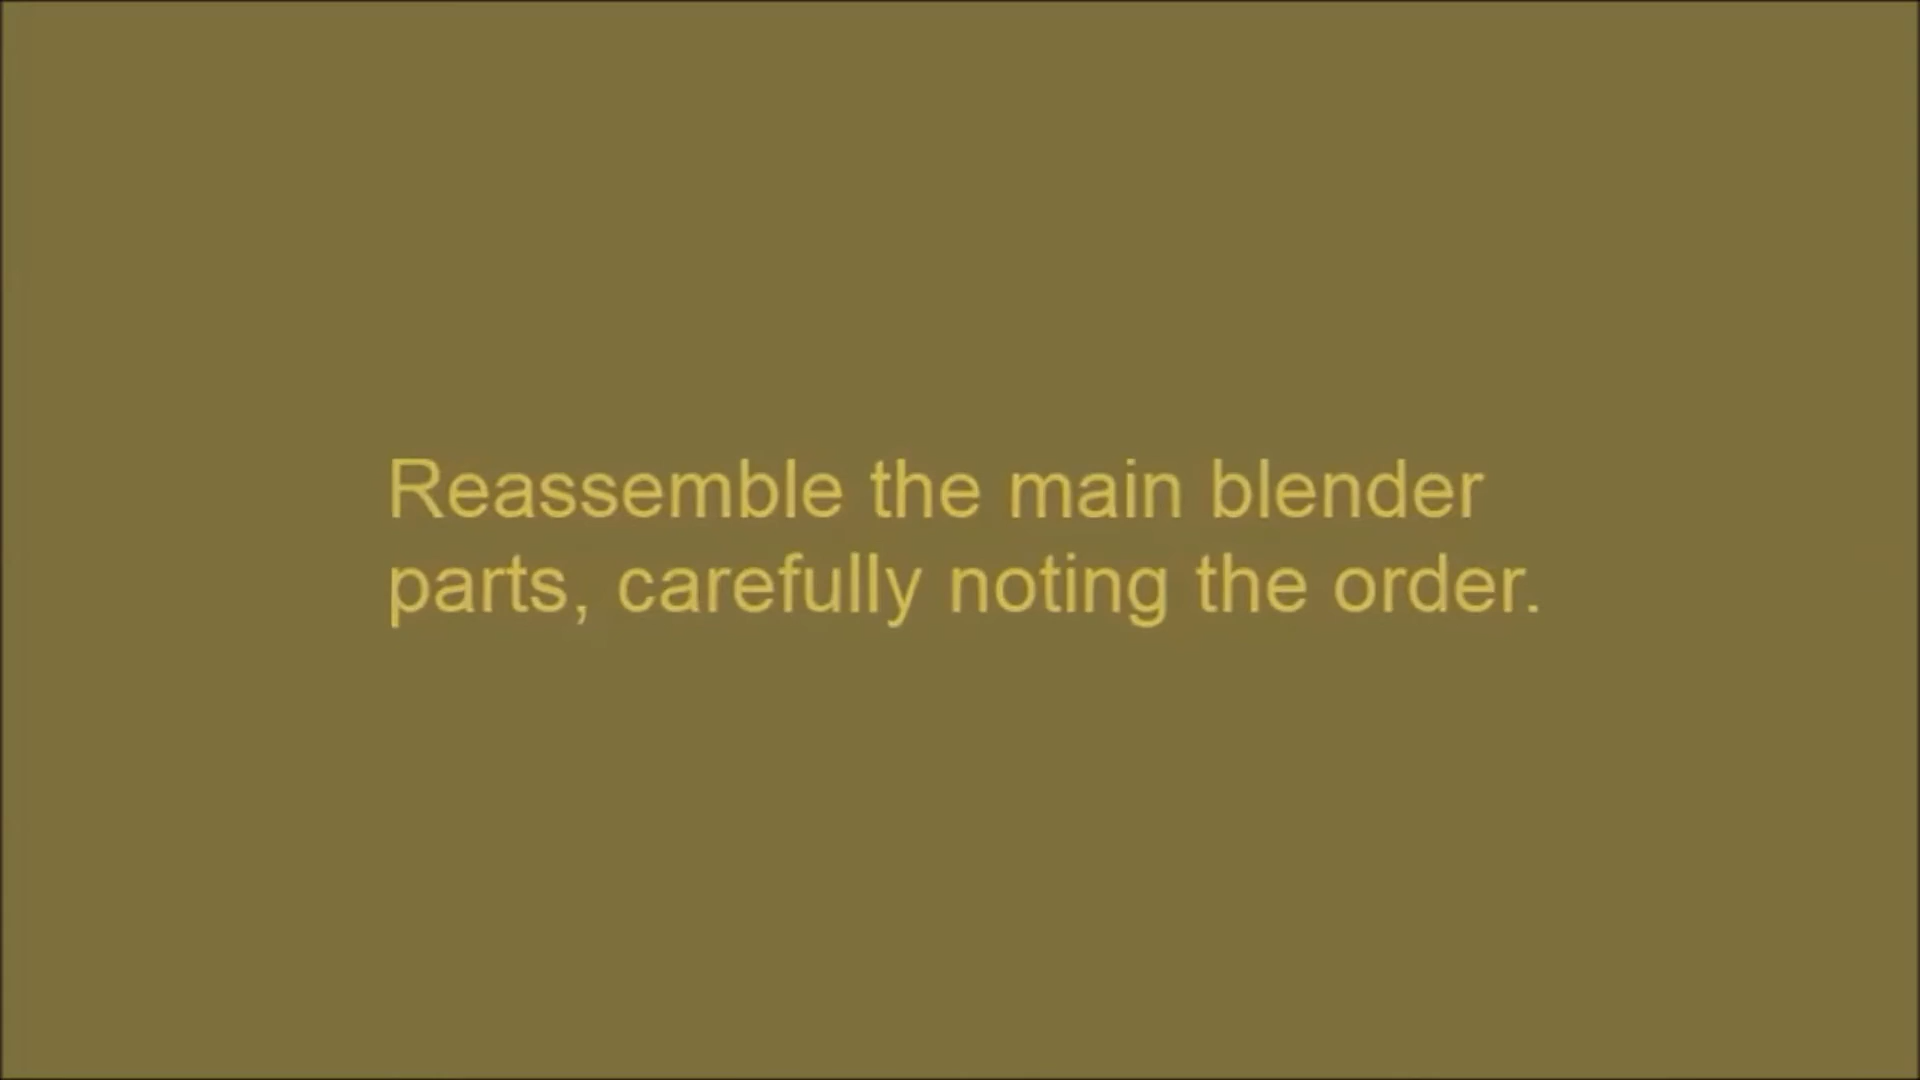 Reassemble the main blender
parts, carefully noting the order.